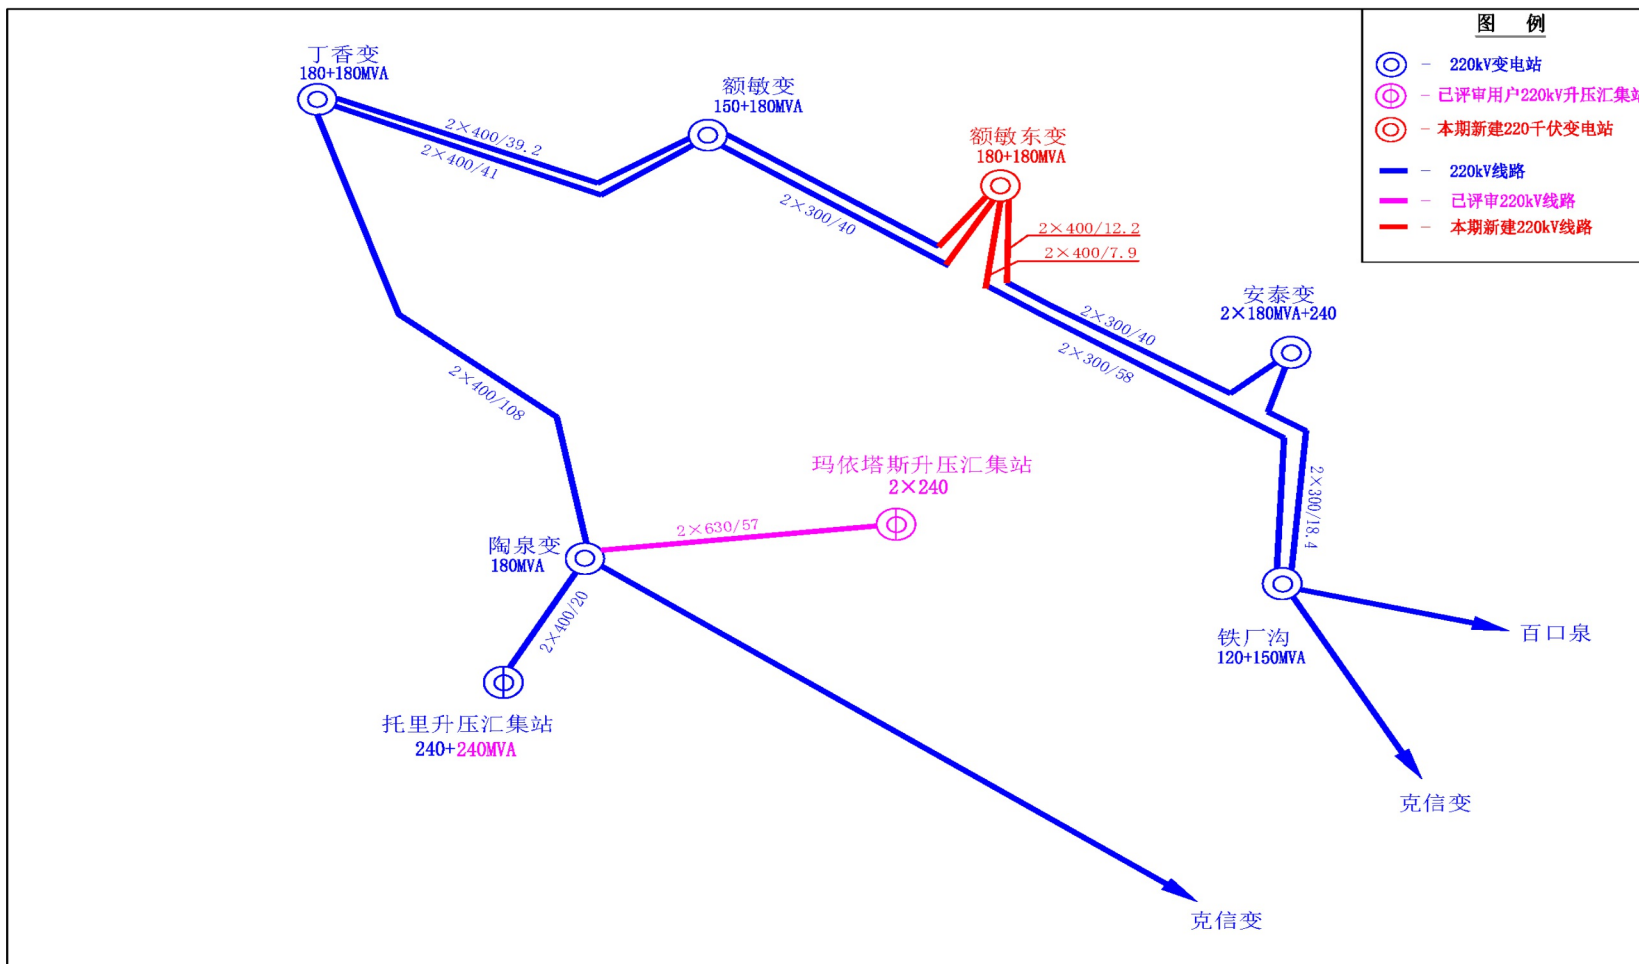 图 例
220kV变电站
已评审用户220kV升压汇集站
本期新建220千伏变电站
220kV线路
已评审220kV线路
本期新建220kV线路
丁香变
180+180MVA
额敏变
150+180MVA
2×400/39.2
2×400/41
额敏东变
180+180MVA
2×300/40
2×400/12.2
2×400/7.9
安泰变
2×180MVA+240
2×300/40
2×300/58
2×400/108
玛依塔斯升压汇集站
2×240
2×630/57
2×300/18.4
陶泉变
180MVA
2×400/20
铁厂沟
120+150MVA
百口泉
托里升压汇集站
240+240MVA
克信变
克信变